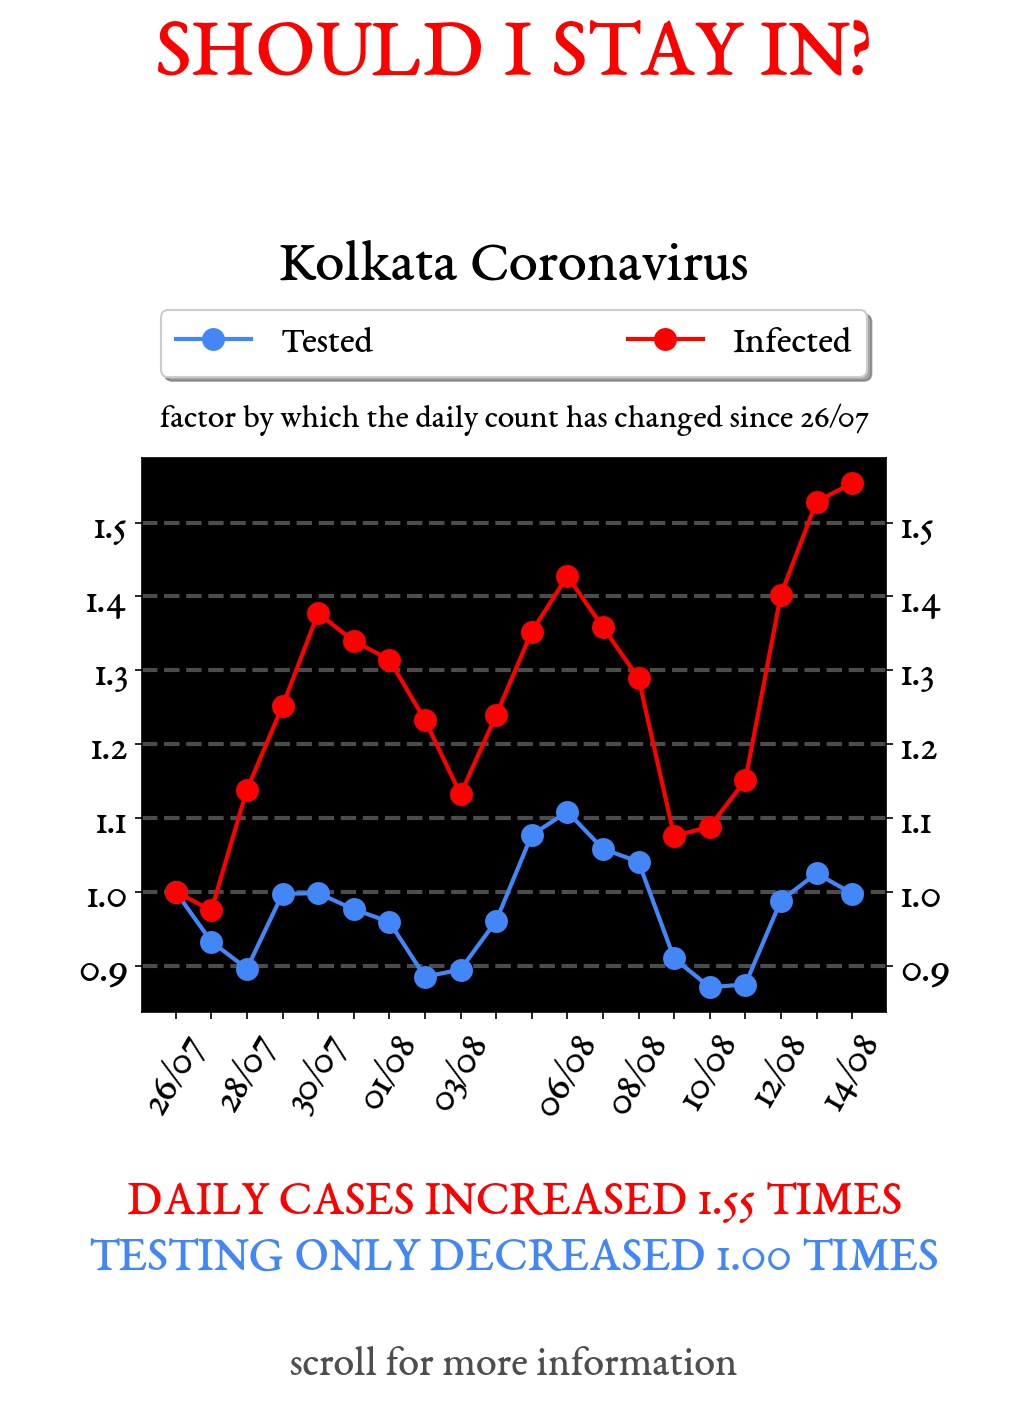 SHOULD I STAY IN?
Kolkata Coronavirus
Tested Infected
factor by which the daily count has changed since 26/07
1.5 1.5
1.4 1.4
1.3 1.3
1.2 1.2
1.1 1.1
1.0 1.0
0.9 0.9
26/07 28/07 30/07 01/08 03/08 06/08 08/08 10/08 12/08 14/08
DAILY CASES INCREASED 1.55 TIMES
TESTING ONLY DECREASED 1.00 TIMES
scroll for more information